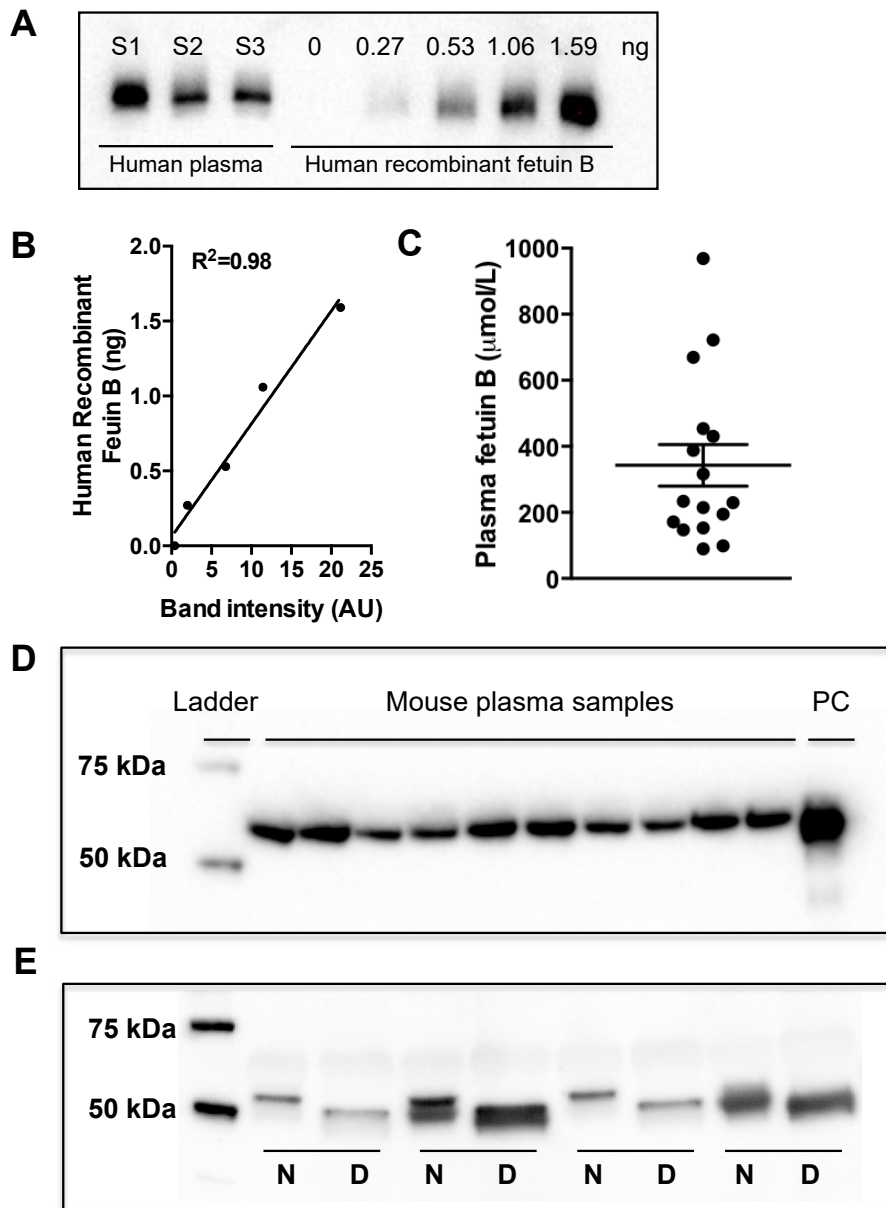 A
S1 S2 S3 0 0.27 0.53 1.06 1.59 ng
Human plasma Human recombinant fetuin B
B
Human Recombinant
Feuin B (ng)
2.0
1.5
1.0
0.5
0.0
R²=0.98
0 5 10 15 20 25
Band intensity (AU)
C
Plasma fetuin B (μmol/L)
1000
800
600
400
200
0
D
Ladder Mouse plasma samples PC
75 kDa
50 kDa
E
75 kDa
50 kDa
N D N D N D N D